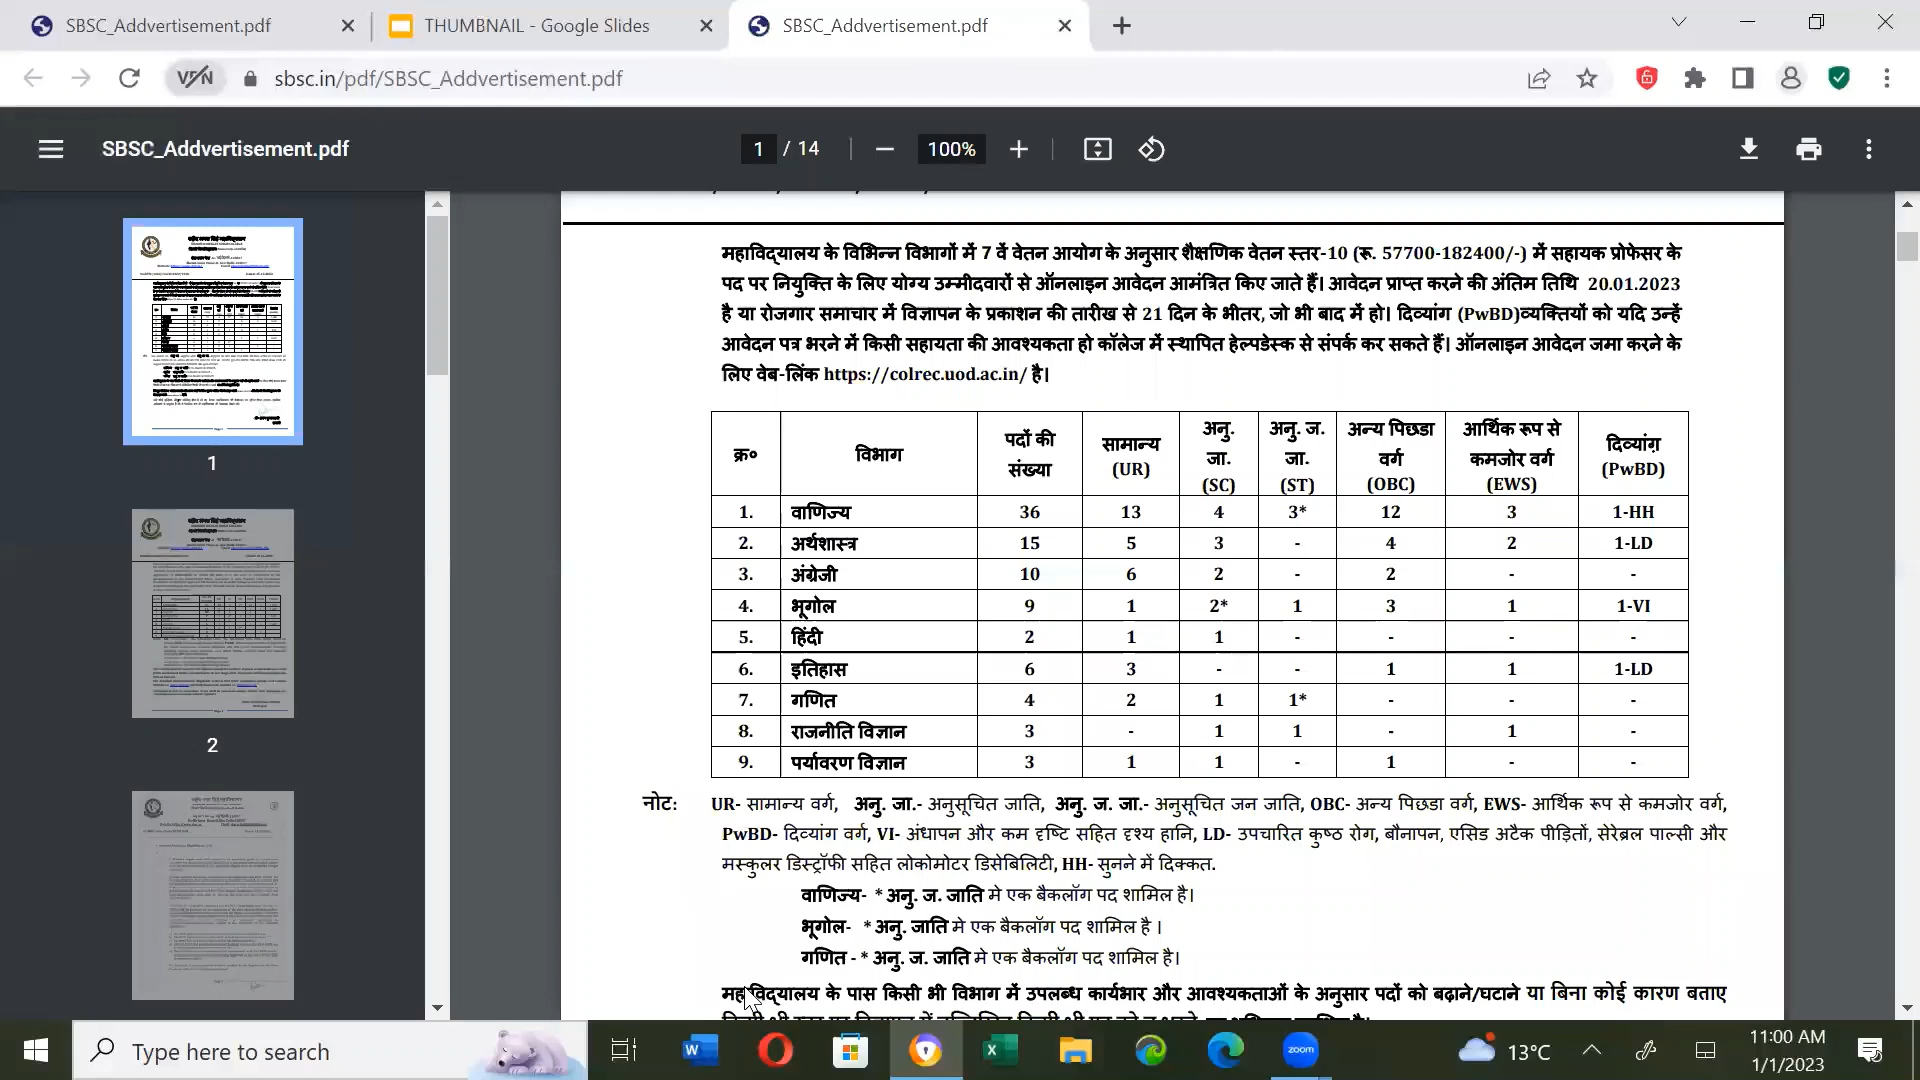 SBSC_Addvertisement.pdf
THUMBNAIL - Google Slides
SBSC_Addvertisement.pdf
VPN
sbsc.in/pdf/SBSC_Addvertisement.pdf
SBSC_Addvertisement.pdf
1 / 14
100%
1
2
महाविद्यालय के विभिन्न विभागों में 7 वें वेतन आयोग के अनुसार शैक्षणिक वेतन स्तर-10 (रू. 57700-182400/-) में सहायक प्रोफेसर के
पद पर नियुक्ति के लिए योग्य उम्मीदवारों से ऑनलाइन आवेदन आमंत्रित किए जाते हैं। आवेदन प्राप्त करने की अंतिम तिथि 20.01.2023
है या रोजगार समाचार में विज्ञापन के प्रकाशन की तारीख से 21 दिन के भीतर, जो भी बाद में हो। दिव्यांग (PwBD)व्यक्तियों को यदि उन्हें
आवेदन पत्र भरने में किसी सहायता की आवश्यकता हो कॉलेज में स्थापित हेल्पडेस्क से संपर्क कर सकते हैं। ऑनलाइन आवेदन जमा करने के
लिए वेब-लिंक https://colrec.uod.ac.in/ है।
क्र० विभाग पदों की संख्या सामान्य (UR) अनु. जा. (SC) अनु. ज. जा. (ST) अन्य पिछडा वर्ग (OBC) आर्थिक रूप से कमजोर वर्ग (EWS) दिव्यांग़ (PwBD)
1. वाणिज्य 36 13 4 3* 12 3 1-HH
2. अर्थशास्त्र 15 5 3 - 4 2 1-LD
3. अंग्रेजी 10 6 2 - 2 - -
4. भूगोल 9 1 2* 1 3 1 1-VI
5. हिंदी 2 1 1 - - - -
6. इतिहास 6 3 - - 1 1 1-LD
7. गणित 4 2 1 1* - - -
8. राजनीति विज्ञान 3 - 1 1 - 1 -
9. पर्यावरण विज्ञान 3 1 1 - 1 - -
नोट: UR- सामान्य वर्ग, अनु. जा.- अनुसूचित जाति, अनु. ज. जा.- अनुसूचित जन जाति, OBC- अन्य पिछडा वर्ग, EWS- आर्थिक रूप से कमजोर वर्ग,
PwBD- दिव्यांग वर्ग, VI- अंधापन और कम दृष्टि सहित दृश्य हानि, LD- उपचारित कुष्ठ रोग, बौनापन, एसिड अटैक पीड़ितों, सेरेब्रल पाल्सी और
मस्कुलर डिस्ट्रॉफी सहित लोकोमोटर डिसेबिलिटी, HH- सुनने में दिक्कत.
वाणिज्य- * अनु. ज. जाति मे एक बैकलॉग पद शामिल है।
भूगोल- * अनु. जाति मे एक बैकलॉग पद शामिल है ।
गणित - * अनु. ज. जाति मे एक बैकलॉग पद शामिल है।
महाविद्यालय के पास किसी भी विभाग में उपलब्ध कार्यभार और आवश्यकताओं के अनुसार पदों को बढ़ाने/घटाने या बिना कोई कारण बताए
Type here to search
zoom
13°C
11:00 AM
1/1/2023